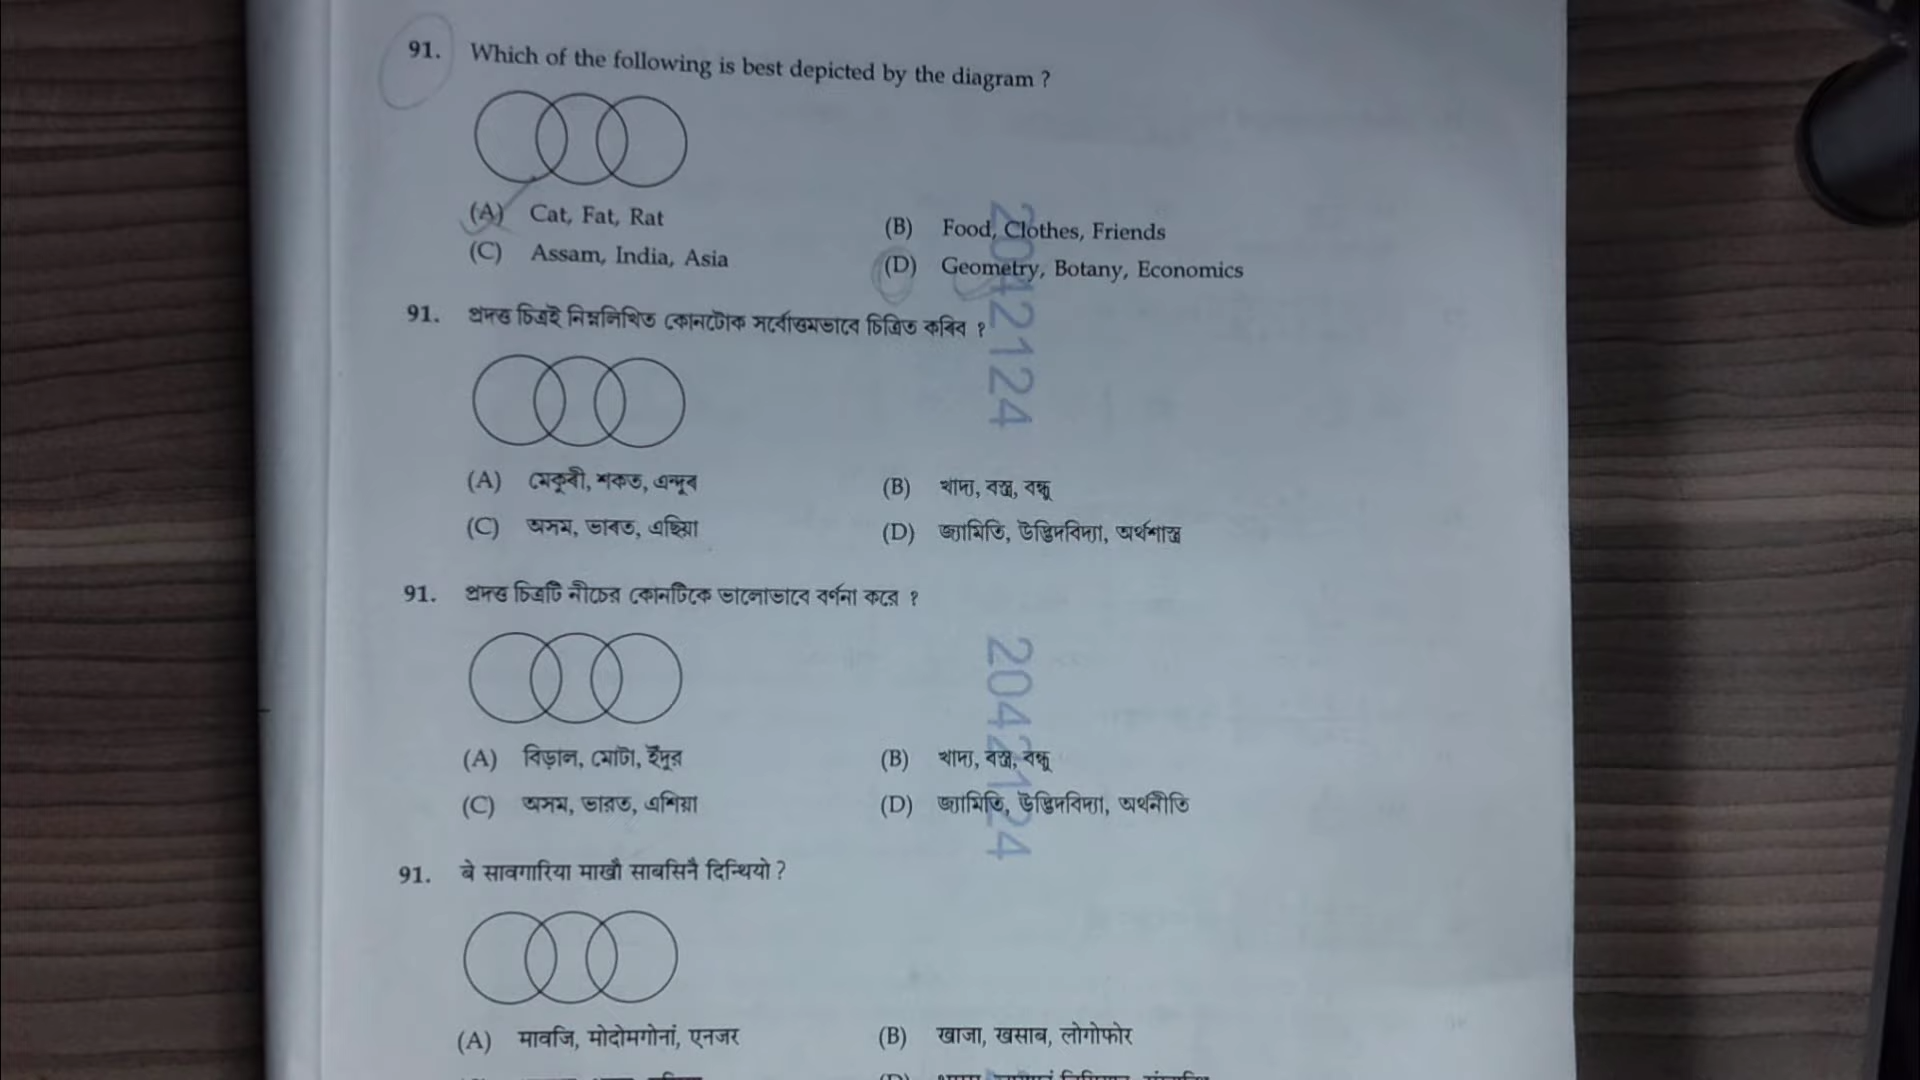 91. Which of the following is best depicted by the diagram ?
(A) Cat, Fat, Rat (B) Food, Clothes, Friends
(C) Assam, India, Asia (D) Geometry, Botany, Economics
2042124
91. প্ৰদত্ত চিত্ৰই নিম্নলিখিত কোনটোক সৰ্বোত্তমভাবে চিত্ৰিত কৰিব ?
(A) মেকুৰী, শকত, এন্দূৰ (B) খাদ্য, বস্ত্ৰ, বন্ধু
(C) অসম, ভাৰত, এছিয়া (D) জ্যামিতি, উদ্ভিদবিদ্যা, অৰ্থশাস্ত্ৰ
91. প্রদত্ত চিত্রটি নীচের কোনটিকে ভালোভাবে বর্ণনা করে ?
2042124
(A) বিড়াল, মোটা, ইঁদূর (B) খাদ্য, বস্ত্র, বন্ধু
(C) অসম, ভারত, এশিয়া (D) জ্যামিতি, উদ্ভিদবিদ্যা, অর্থনীতি
91. बे सावगारिया माखौ साबसिनै दिन्थियो ?
(A) मावजि, मोदोमगोनां, एनजर (B) खाजा, खसाब, लोगोफोर